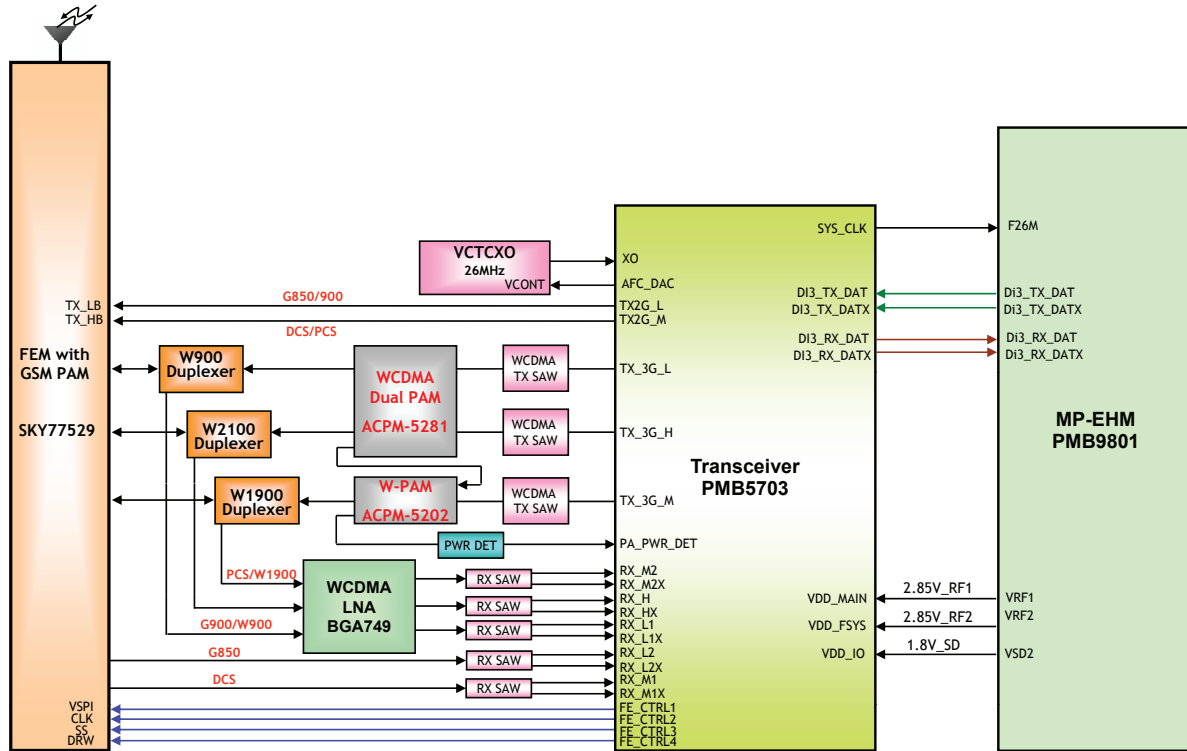 FEM with
GSM PAM
SKY77529
TX_LB
TX_HB
VSPI
CLK
SS
DRW
G850/900
DCS/PCS
W900
Duplexer
W2100
Duplexer
W1900
Duplexer
PCS/W1900
G900/W900
G850
DCS
VCTCXO
26MHz
VCONT
WCDMA
Dual PAM
ACPM-5281
W-PAM
ACPM-5202
WCDMA
TX SAW
WCDMA
TX SAW
WCDMA
TX SAW
PWR DET
WCDMA
LNA
BGA749
RX SAW
RX SAW
RX SAW
RX SAW
RX SAW
XO
AFC_DAC
TX2G_L
TX2G_M
TX_3G_L
TX_3G_H
TX_3G_M
PA_PWR_DET
RX_M2
RX_M2X
RX_H
RX_HX
RX_L1
RX_L1X
RX_L2
RX_L2X
RX_M1
RX_M1X
FE_CTRL1
FE_CTRL2
FE_CTRL3
FE_CTRL4
Transceiver
PMB5703
SYS_CLK
DI3_TX_DAT
DI3_TX_DATX
DI3_RX_DAT
DI3_RX_DATX
VDD_MAIN
VDD_FSYS
VDD_IO
2.85V_RF1
2.85V_RF2
1.8V_SD
F26M
Di3_TX_DAT
Di3_TX_DATX
Di3_RX_DAT
Di3_RX_DATX
MP-EHM
PMB9801
VRF1
VRF2
VSD2